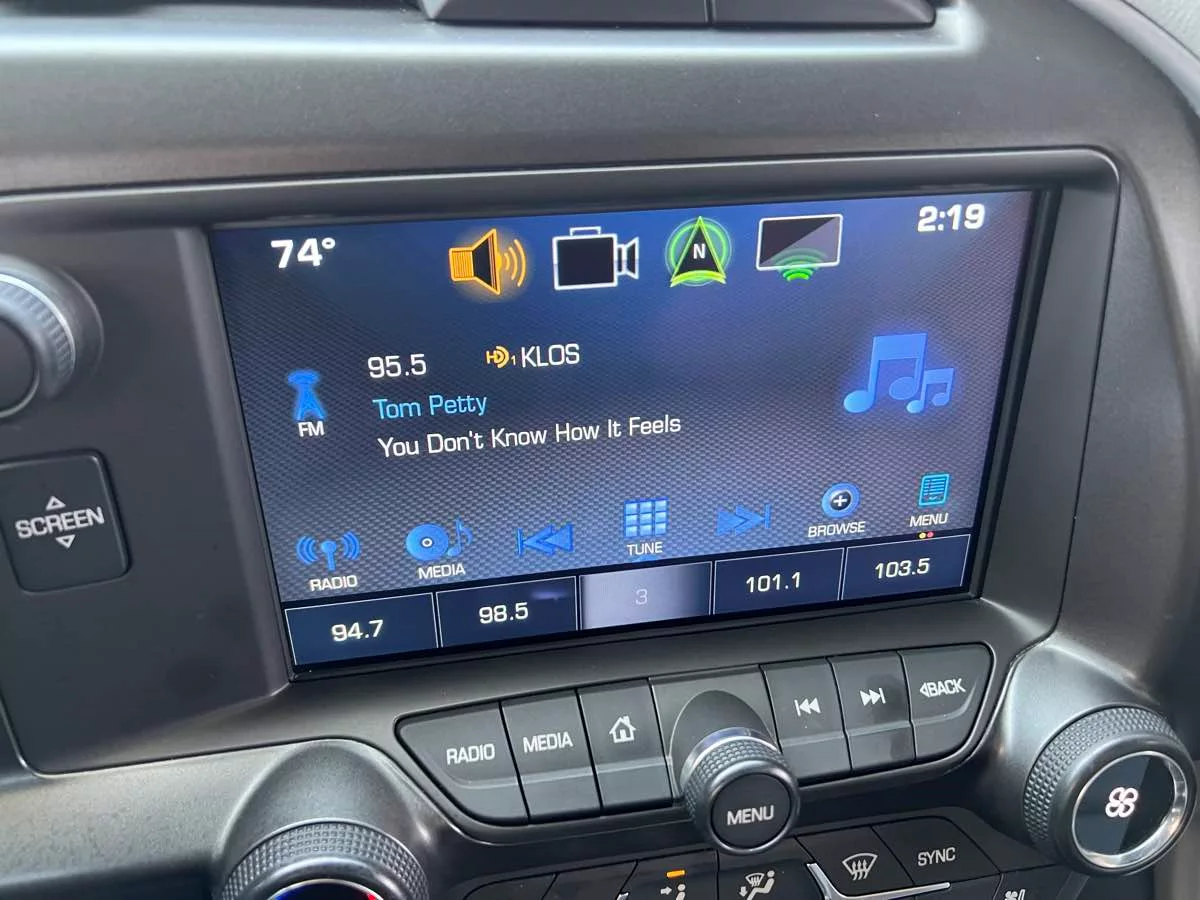 74°
N
2:19
95.5
HD1 KLOS
Tom Petty
FM
You Don't Know How It Feels
RADIO
MEDIA
TUNE
BROWSE
MENU
94.7
98.5
3
101.1
103.5
SCREEN
RADIO
MEDIA
BACK
MENU
SYNC